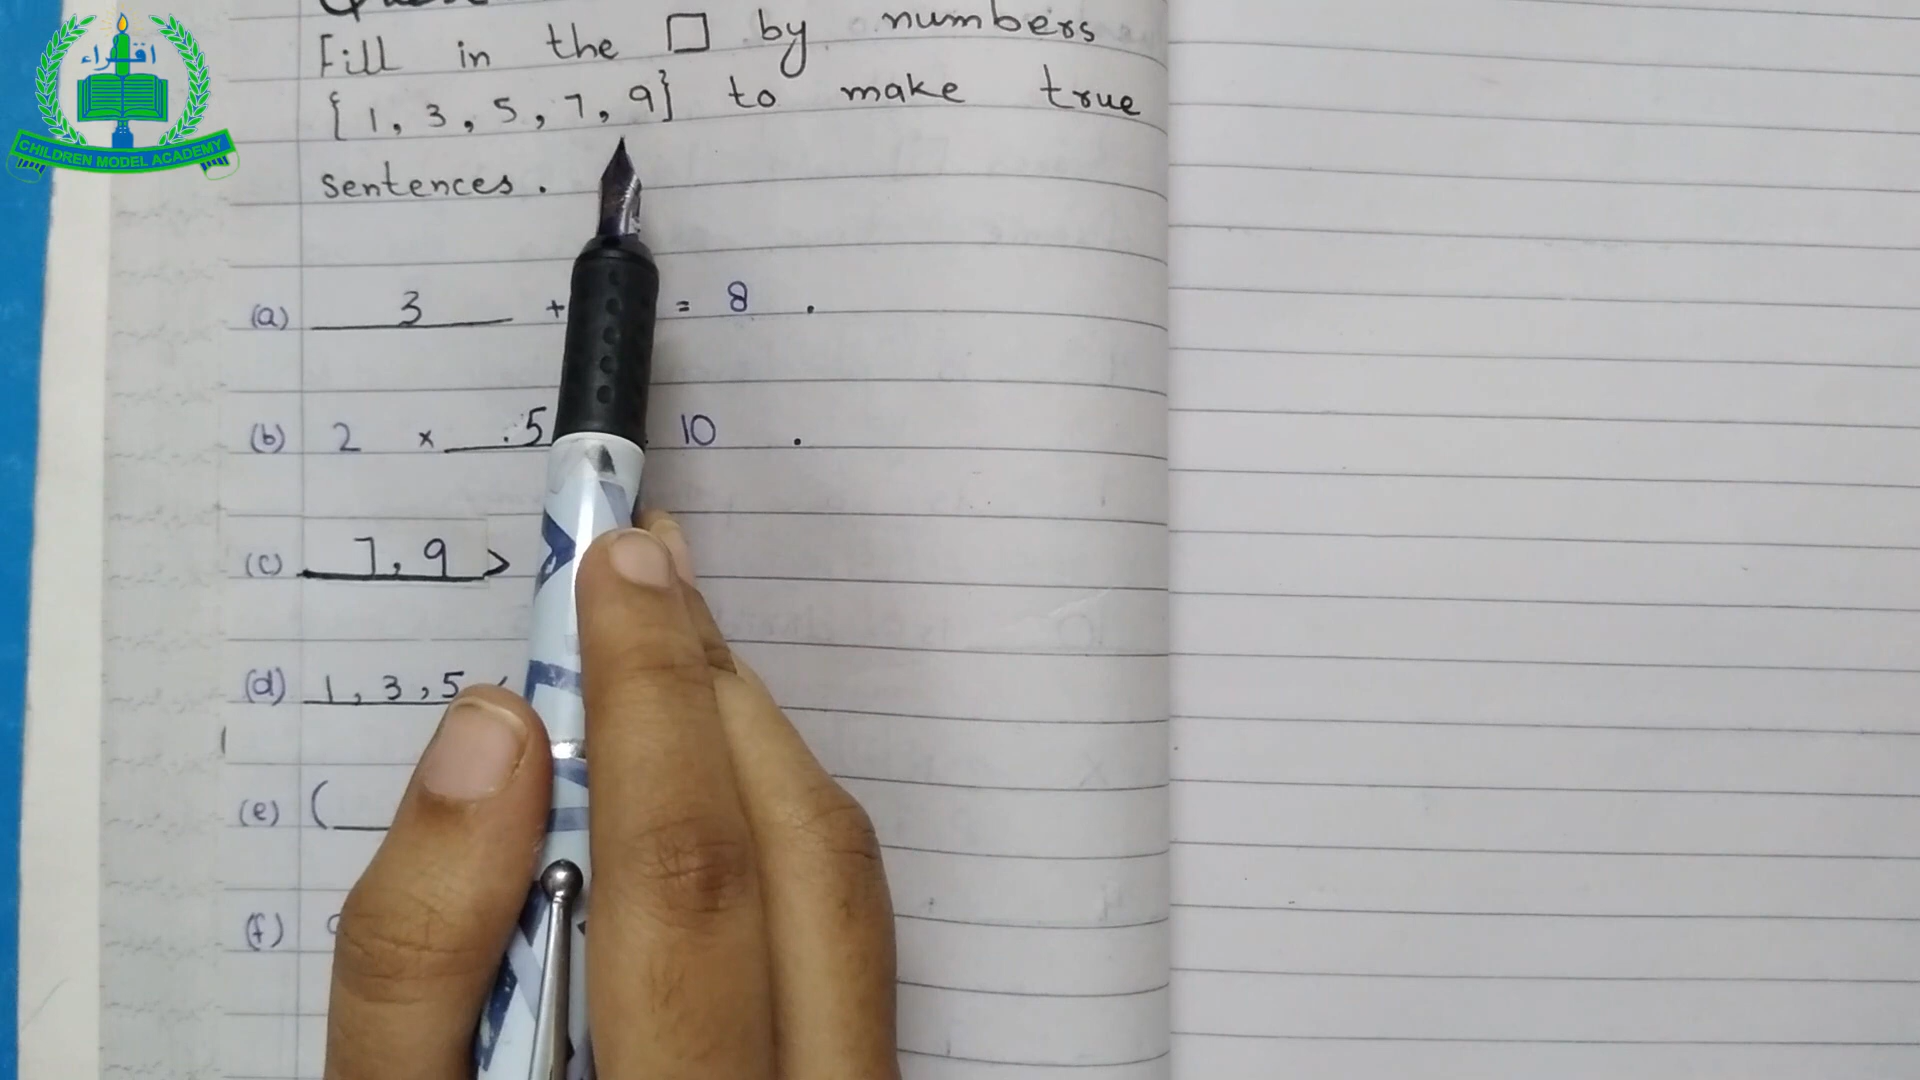 اقراء
CHILDREN MODEL ACADEMY
Fill in the □ by numbers
{1, 3, 5, 7, 9} to make true
sentences.
(a) 3 + = 8 .
(b) 2 × .5 10 .
(c) 7, 9 >
(d) 1, 3, 5
(e) (
(f)